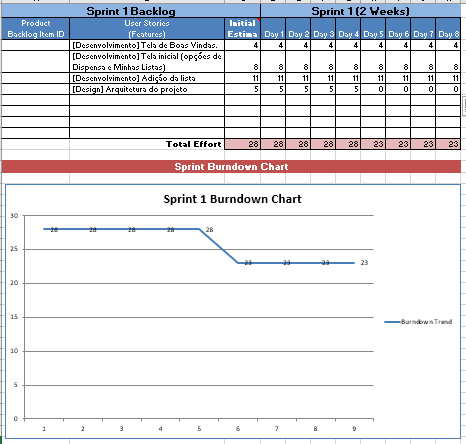 Sprint 1 Backlog Sprint 1 (2 Weeks)
Product User Stories Initial
Backlog Item ID (Features) Estima Day 1 Day 2 Day 3 Day 4 Day 5 Day 6 Day 7 Day 8
[Desenvolvimento] Tela de Boas Vindas. 4 4 4 4 4 4 4 4 4
[Desenvolvimento] Tela inicial (opções de
Dispensa e Minhas Listas) 8 8 8 8 8 8 8 8 8
[Desenvolvimento] Adição da lista 11 11 11 11 11 11 11 11 11
[Design] Arquitetura do projeto 5 5 5 5 5 0 0 0 0
Total Effort 28 28 28 28 28 23 23 23 23
Sprint Burndown Chart
Sprint 1 Burndown Chart
30
28 28 28 28 28
25
23 23 23 23
20
15
10
5
0
1 2 3 4 5 6 7 8 9
Burndown Trend